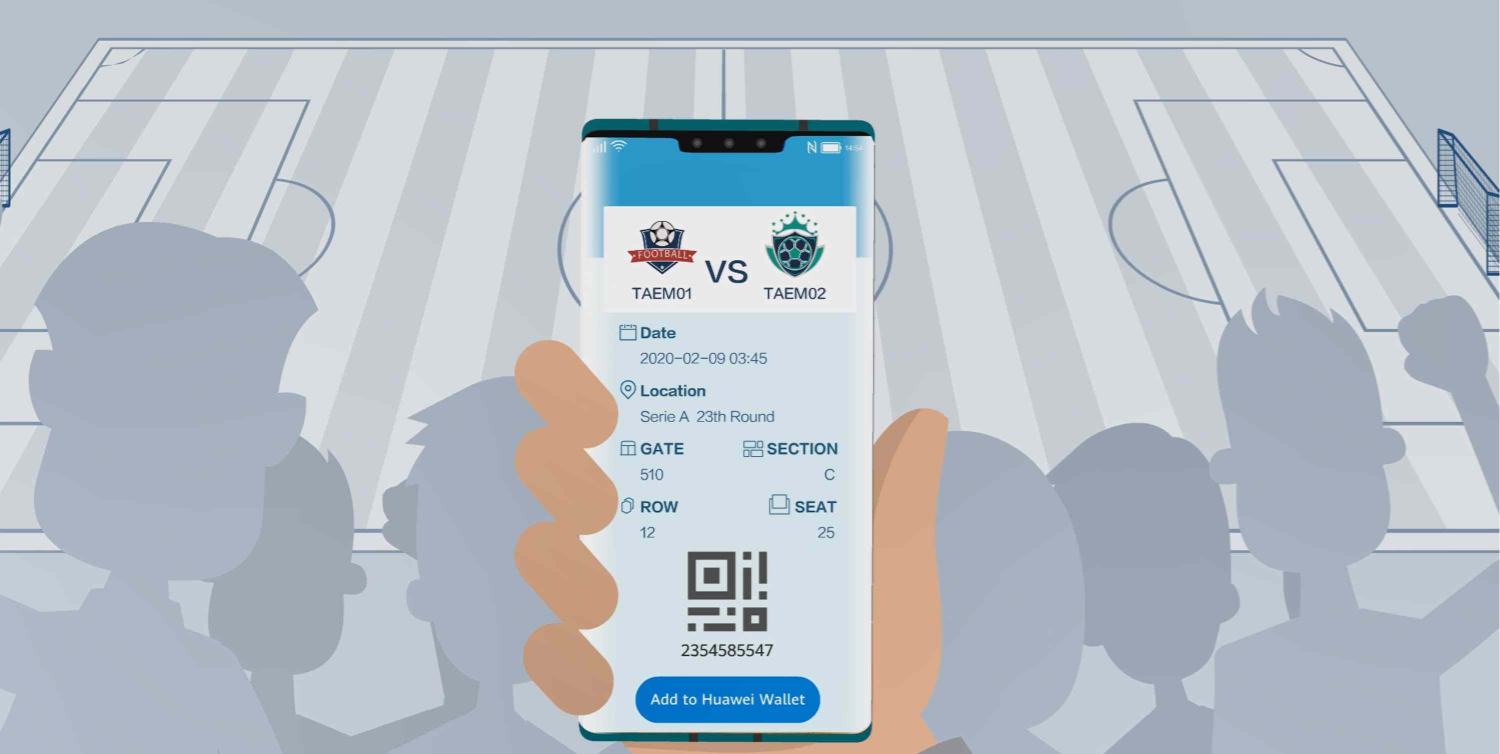 14:54
FOOTBALL
VS
TAEM01
TAEM02
Date
2020-02-09 03:45
Location
Serie A 23th Round
GATE
SECTION
510
C
ROW
SEAT
12
25
2354585547
Add to Huawei Wallet